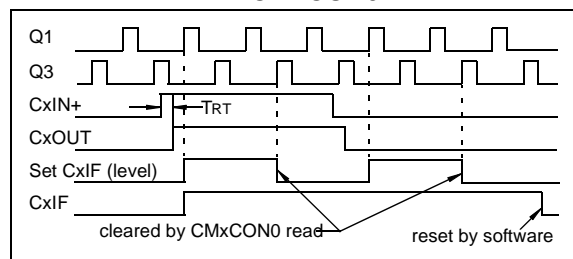 Q1
Q3
CxIN+
TRT
CxOUT
Set CxIF (level)
CxIF
cleared by CMxCON0 read
reset by software